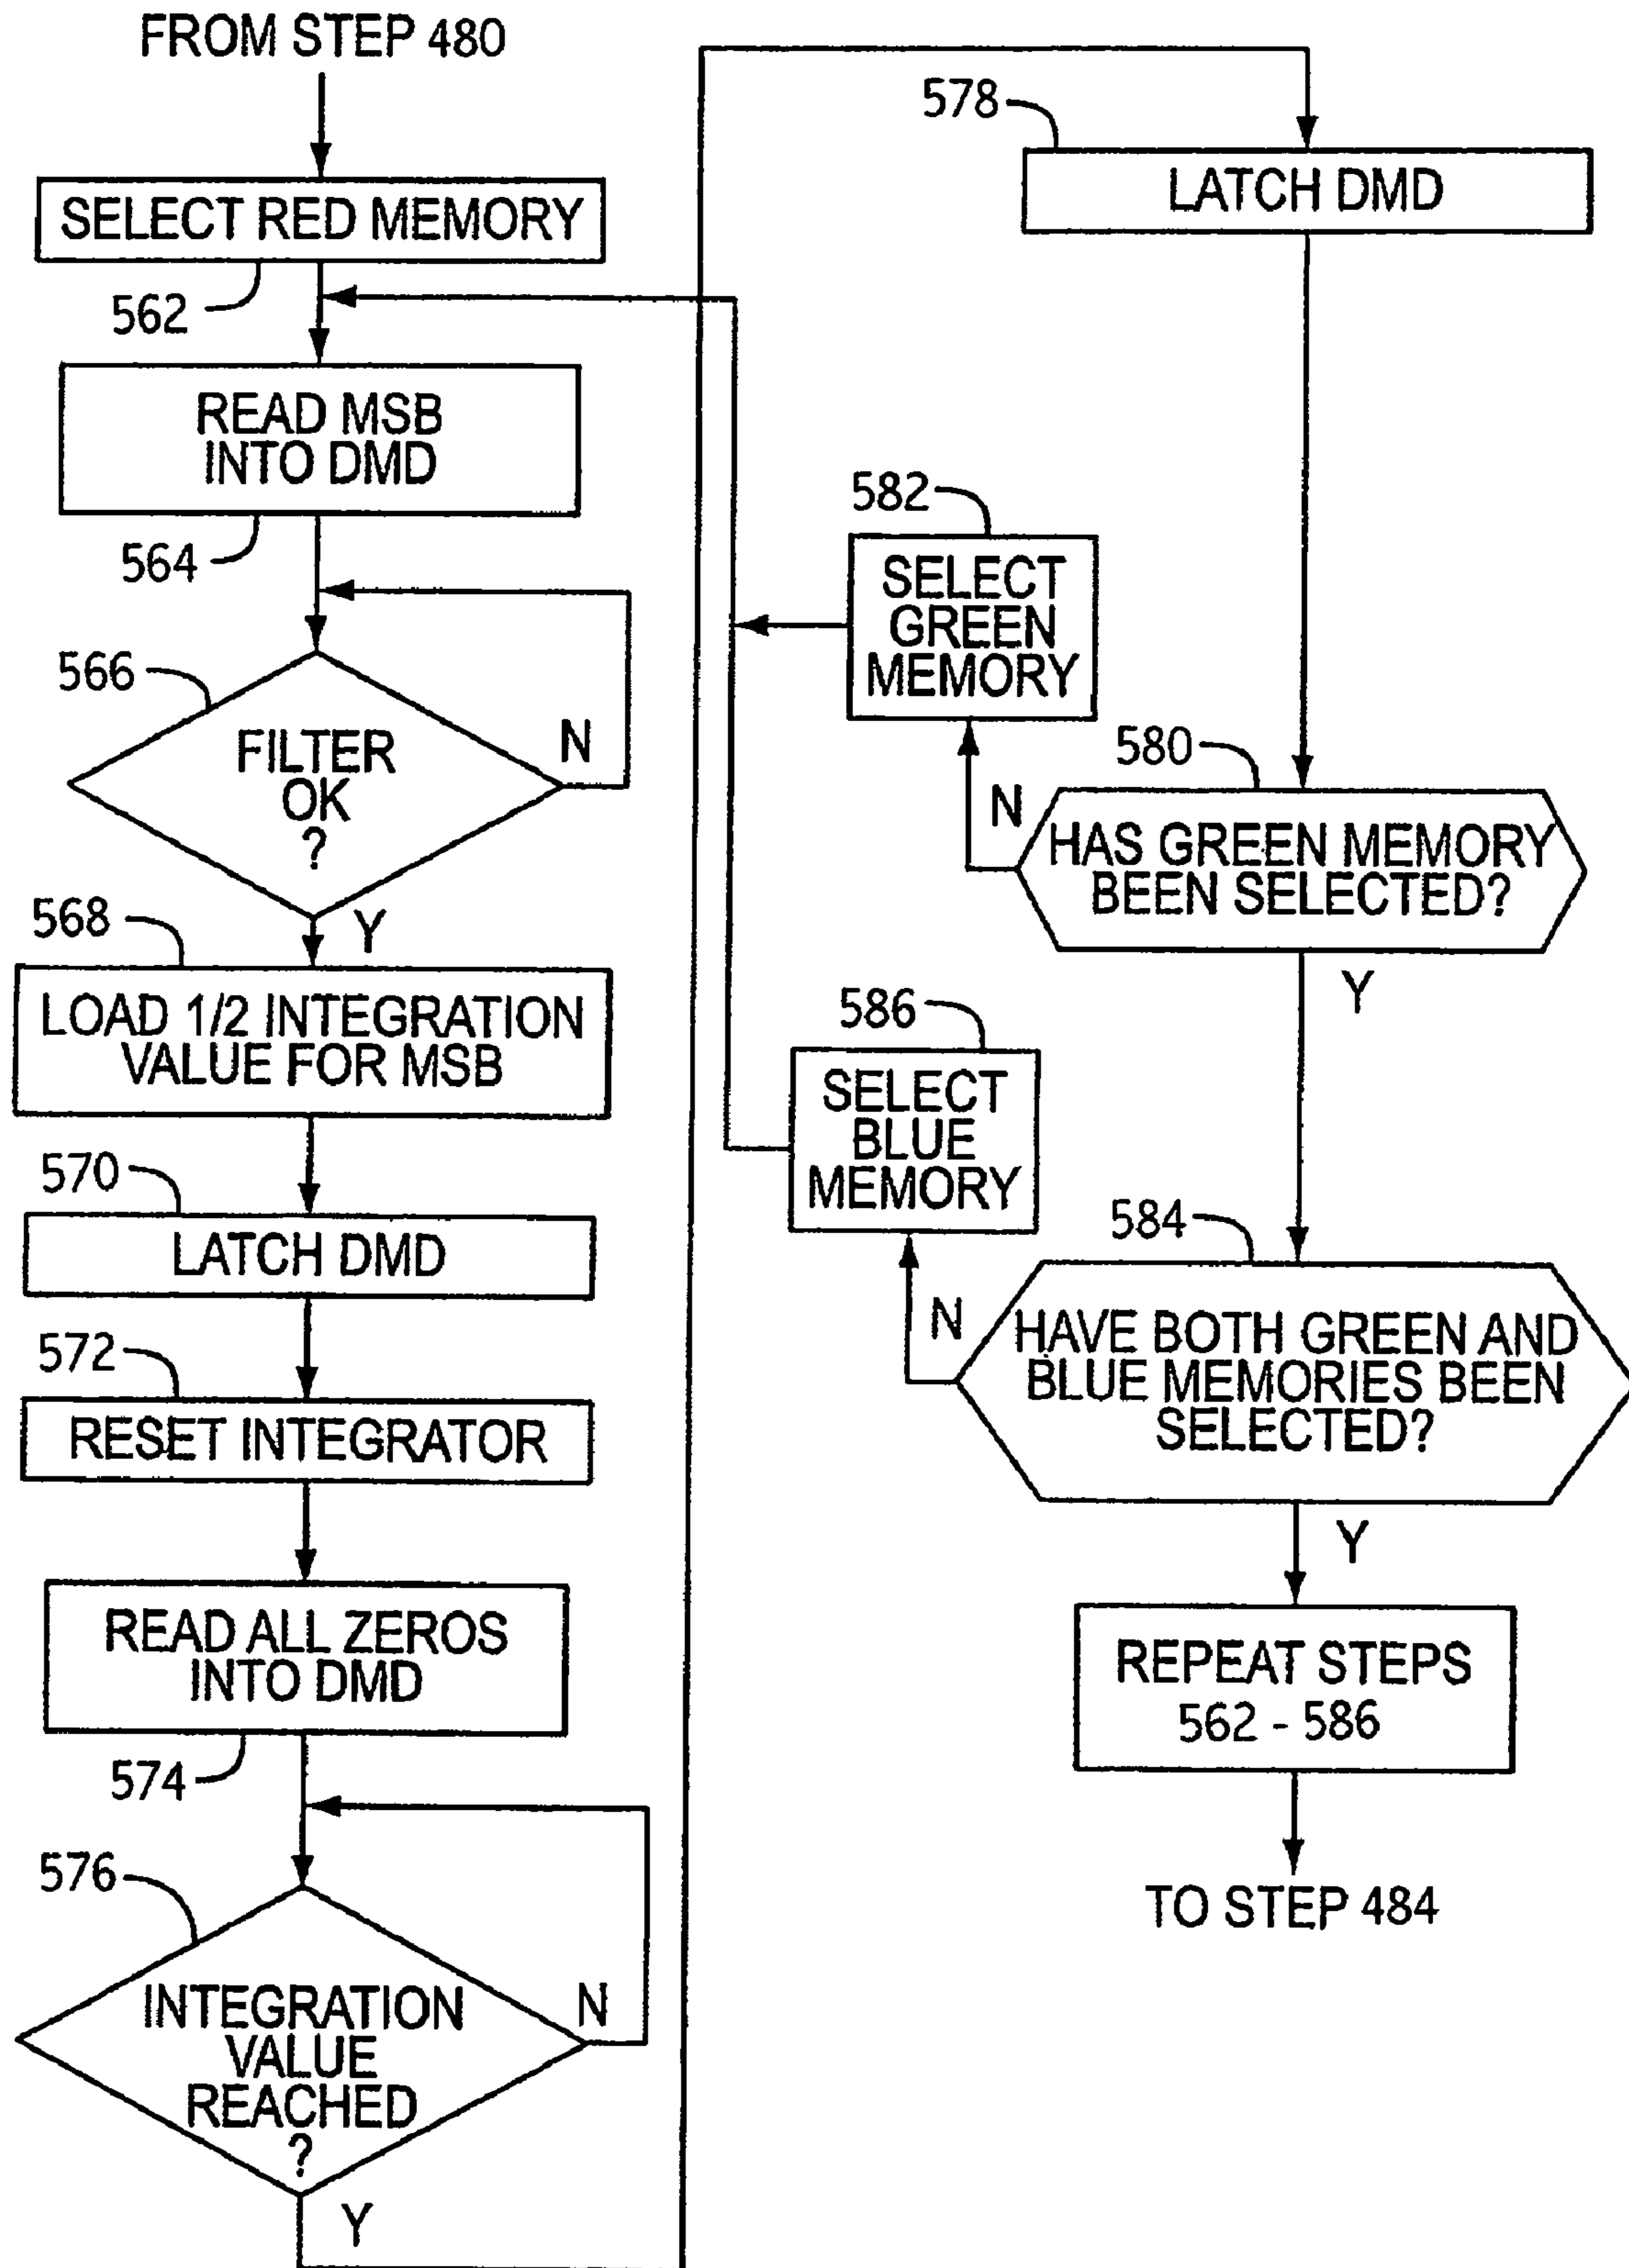 FROM STEP 480
SELECT RED MEMORY
562
READ MSB
INTO DMD
564
566
FILTER
OK
?
N
Y
568
LOAD 1/2 INTEGRATION
VALUE FOR MSB
570
LATCH DMD
572
RESET INTEGRATOR
READ ALL ZEROS
INTO DMD
574
576
INTEGRATION
VALUE
REACHED
?
N
Y
578
LATCH DMD
582
SELECT
GREEN
MEMORY
580
N
HAS GREEN MEMORY
BEEN SELECTED?
Y
586
SELECT
BLUE
MEMORY
584
N
HAVE BOTH GREEN AND
BLUE MEMORIES BEEN
SELECTED?
Y
REPEAT STEPS
562 - 586
TO STEP 484